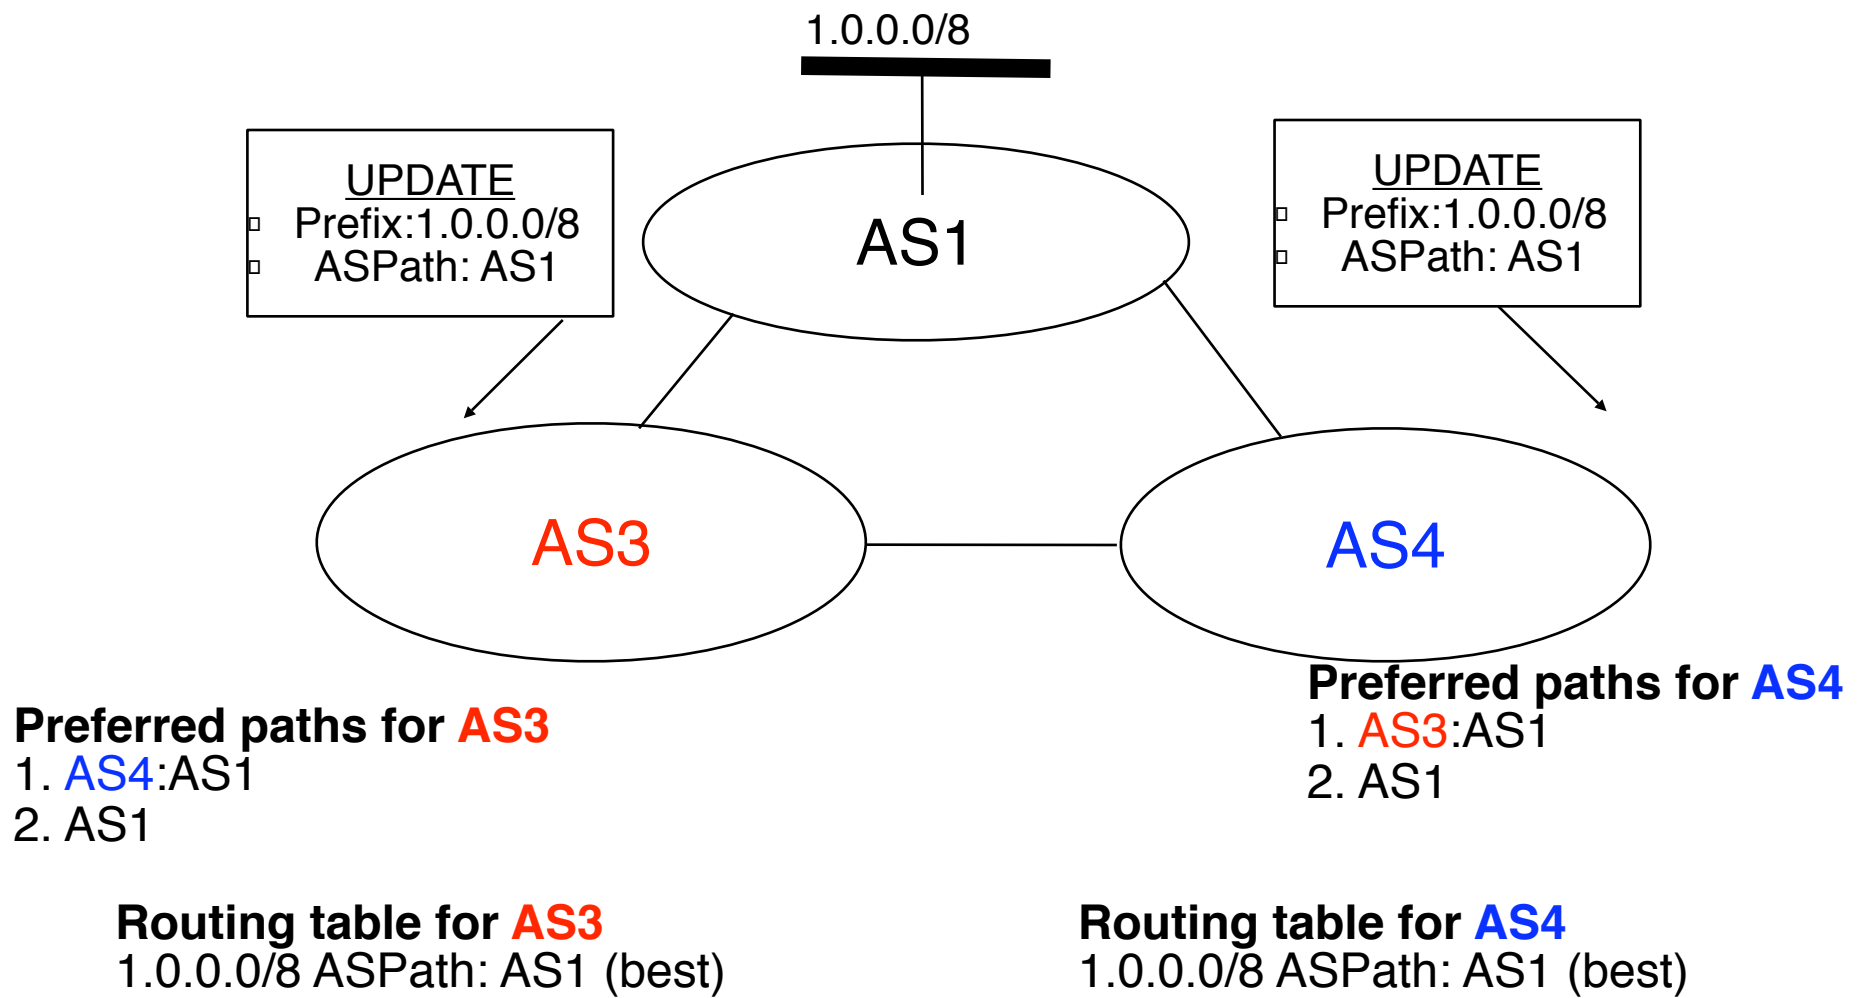 1.0.0.0/8
UPDATE
Prefix:1.0.0.0/8
ASPath: AS1
UPDATE
Prefix:1.0.0.0/8
ASPath: AS1
AS1
AS3
AS4
Preferred paths for AS3
1. AS4:AS1
2. AS1
Preferred paths for AS4
1. AS3:AS1
2. AS1
Routing table for AS3
1.0.0.0/8 ASPath: AS1 (best)
Routing table for AS4
1.0.0.0/8 ASPath: AS1 (best)